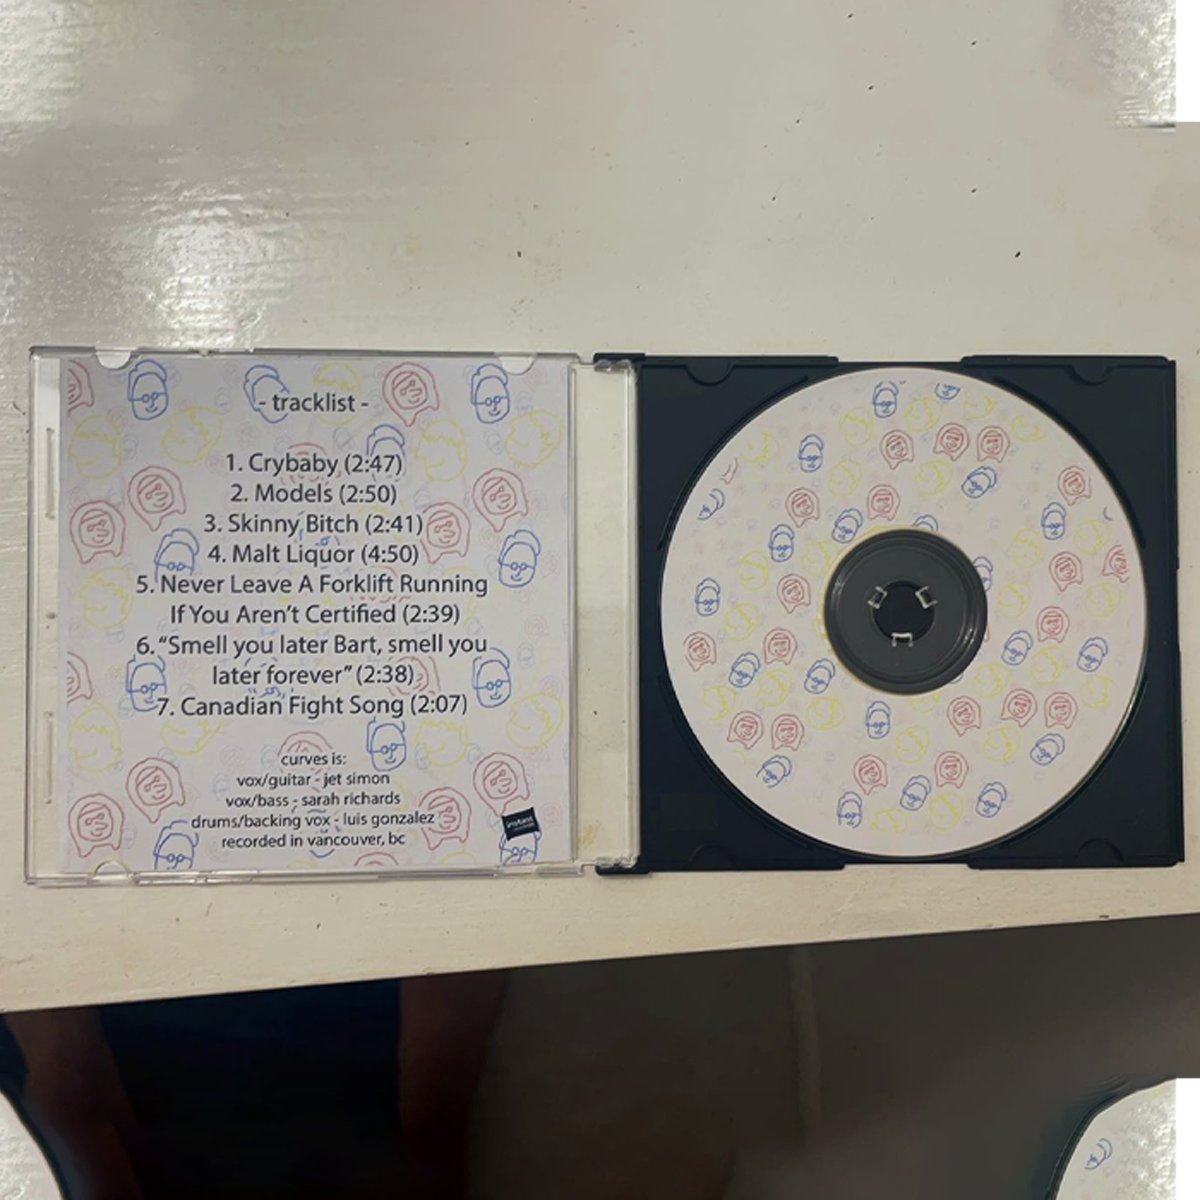 - tracklist -
1. Crybaby (2:47)
2. Models (2:50)
3. Skinny Bitch (2:41)
4. Malt Liquor (4:50)
5. Never Leave A Forklift Running
If You Aren't Certified (2:39)
6. “Smell you later Bart, smell you
later forever” (2:38)
7. Canadian Fight Song (2:07)
curves is:
vox/guitar - jet simon
vox/bass - sarah richards
drums/backing vox - luis gonzalez
recorded in vancouver, bc
instant